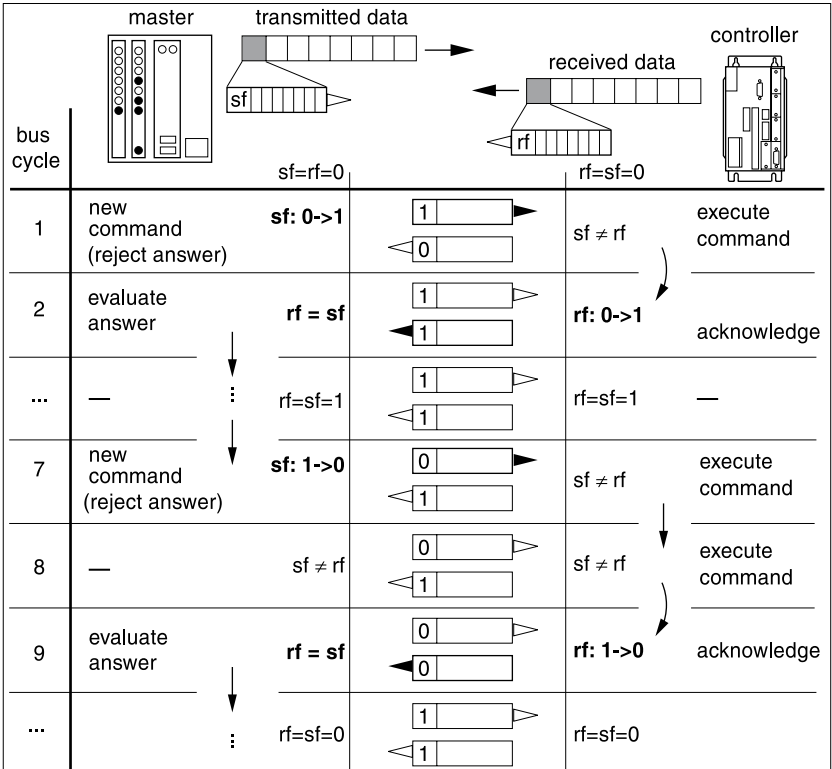 master
transmitted data
controller
received data
sf
rf
bus
cycle
sf=rf=0
rf=sf=0
1
new
command
(reject answer)
sf: 0->1
1
0
sf ≠ rf
execute
command
2
evaluate
answer
rf = sf
1
1
rf: 0->1
acknowledge
...
—
⋮
rf=sf=1
1
1
rf=sf=1
—
7
new
command
(reject answer)
sf: 1->0
0
1
sf ≠ rf
execute
command
8
—
sf ≠ rf
0
1
sf ≠ rf
execute
command
9
evaluate
answer
rf = sf
0
0
rf: 1->0
acknowledge
...
⋮
rf=sf=0
1
1
rf=sf=0